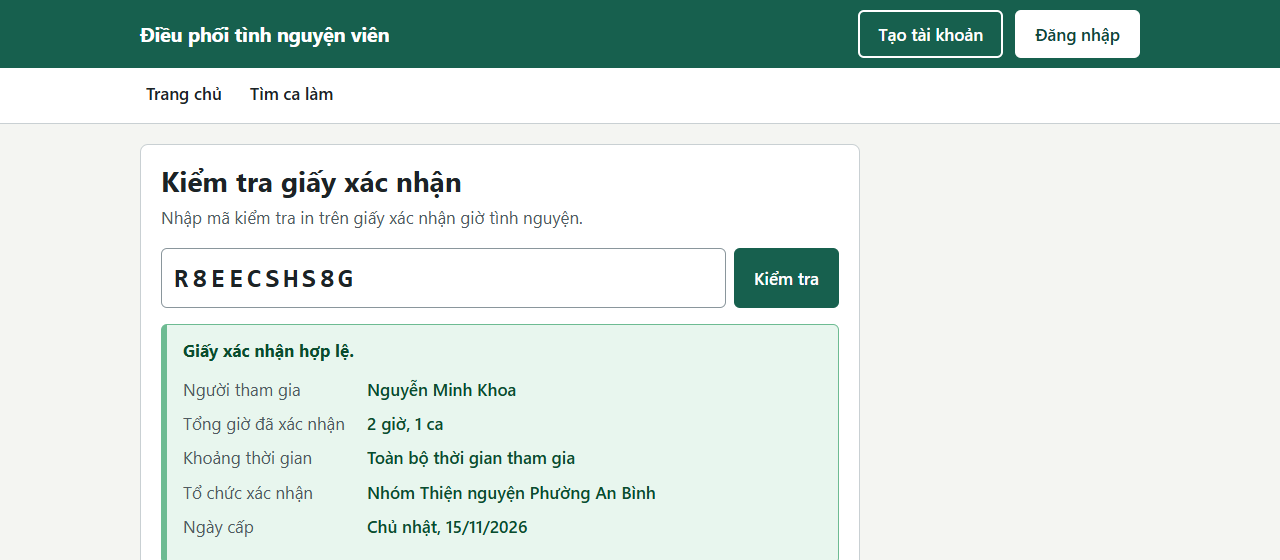 Điều phối tình nguyện viên
Tạo tài khoản
Đăng nhập
Trang chủ
Tìm ca làm
Kiểm tra giấy xác nhận
Nhập mã kiểm tra in trên giấy xác nhận giờ tình nguyện.
R8EECSHS8G
Kiểm tra
Giấy xác nhận hợp lệ.
Người tham gia Nguyễn Minh Khoa
Tổng giờ đã xác nhận 2 giờ, 1 ca
Khoảng thời gian Toàn bộ thời gian tham gia
Tổ chức xác nhận Nhóm Thiện nguyện Phường An Bình
Ngày cấp Chủ nhật, 15/11/2026